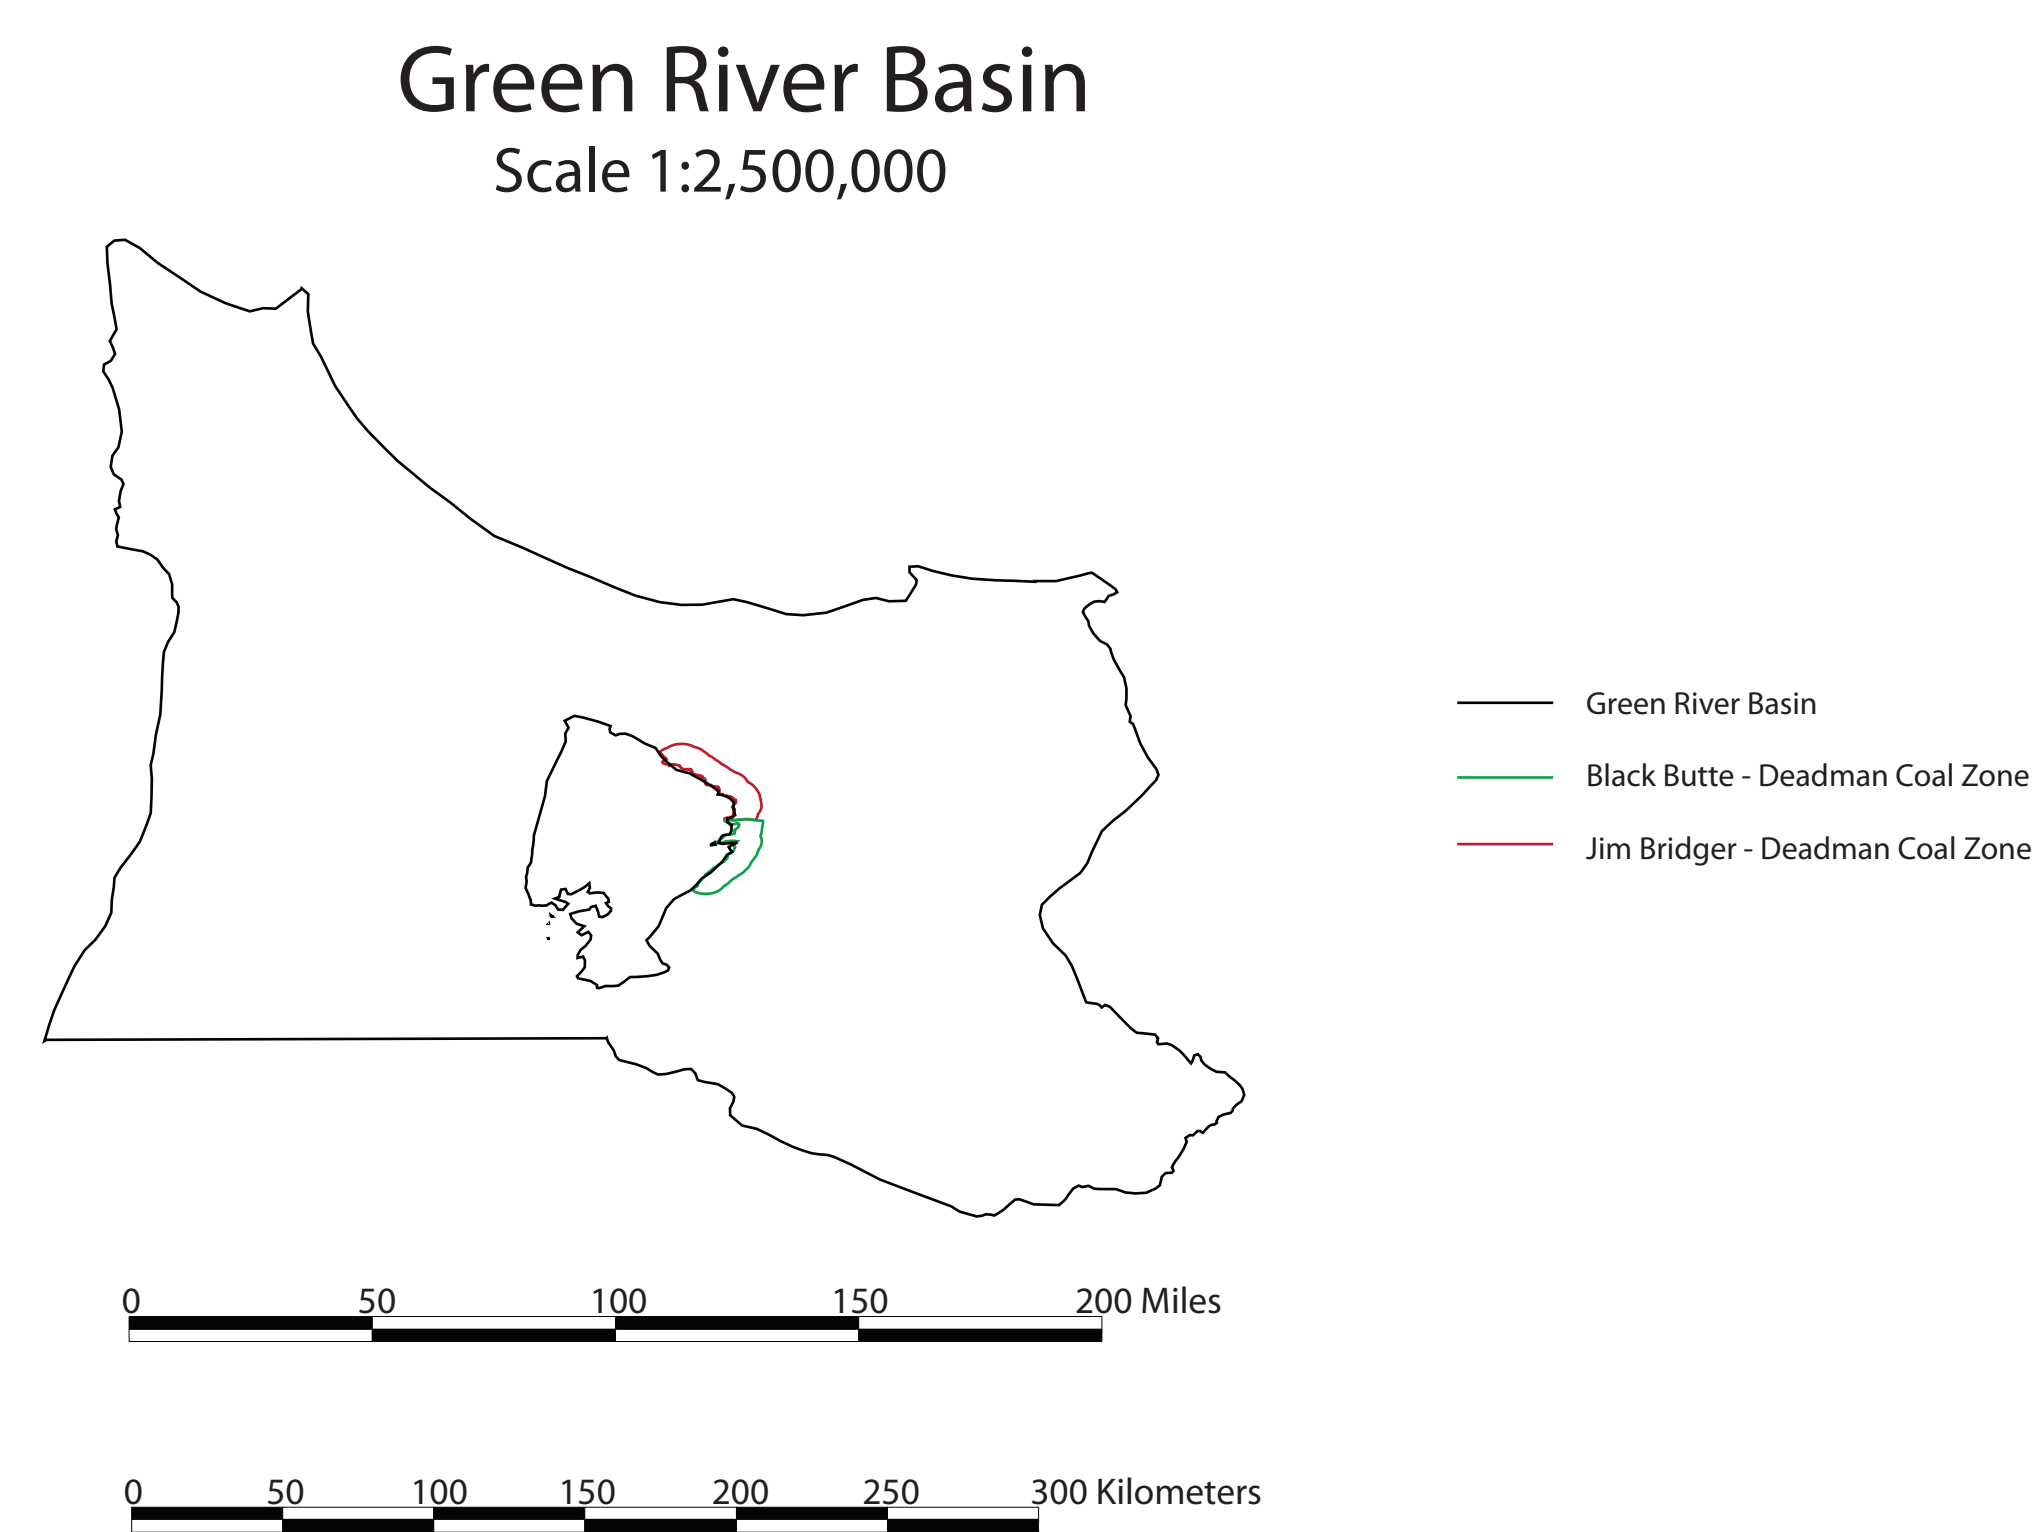 Green River Basin
Scale 1:2,500,000
Green River Basin
Black Butte - Deadman Coal Zone
Jim Bridger - Deadman Coal Zone
0 50 100 150 200 Miles
0 50 100 150 200 250 300 Kilometers